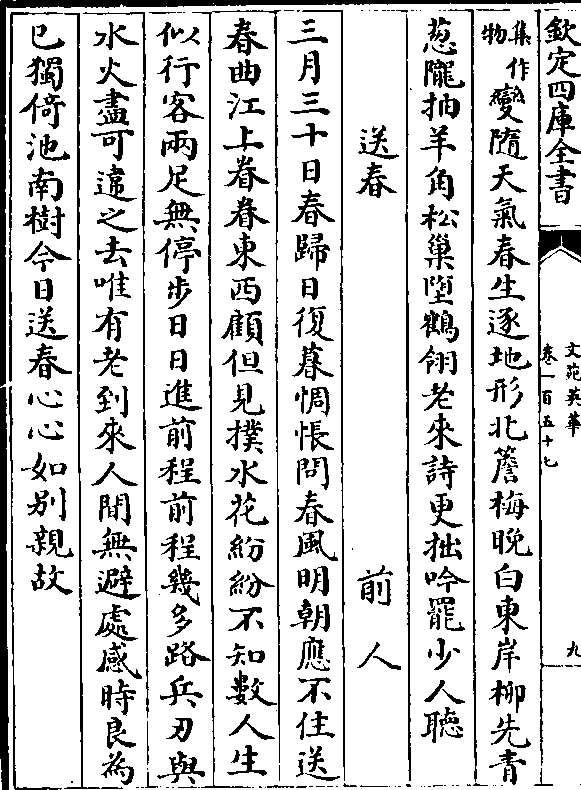 欽定四庫全書
文苑英華
卷一百五十七
九
集作
物
變隨天氣春生逐地形北簷梅晚白東岸柳先青
葱隴抽羊角松巢墮鶴翎老來詩更拙吟罷少人聴
送春 前人
三月三十日春歸日復暮惆悵問春風明朝應不住送
春曲江上眷眷東西顧但見撲水花紛紛不知數人生
似行客兩足無停步日日進前程前程幾多路兵刃與
水火盡可違之去唯有老到來人間無避處感時良為
已獨倚池南樹今日送春心心如别親故